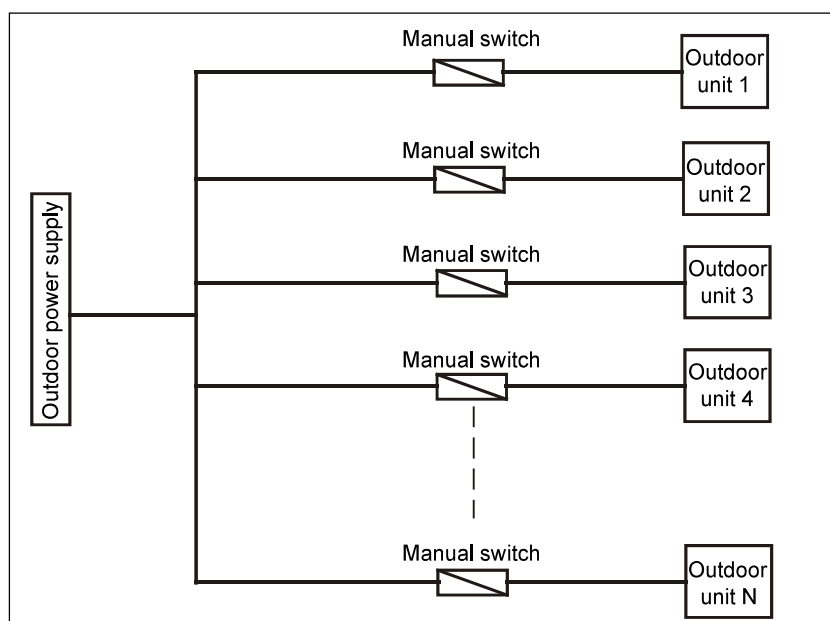 Manual switch
Outdoor
unit 1
Manual switch
Outdoor
unit 2
Outdoor power supply
Manual switch
Outdoor
unit 3
Manual switch
Outdoor
unit 4
Manual switch
Outdoor
unit N